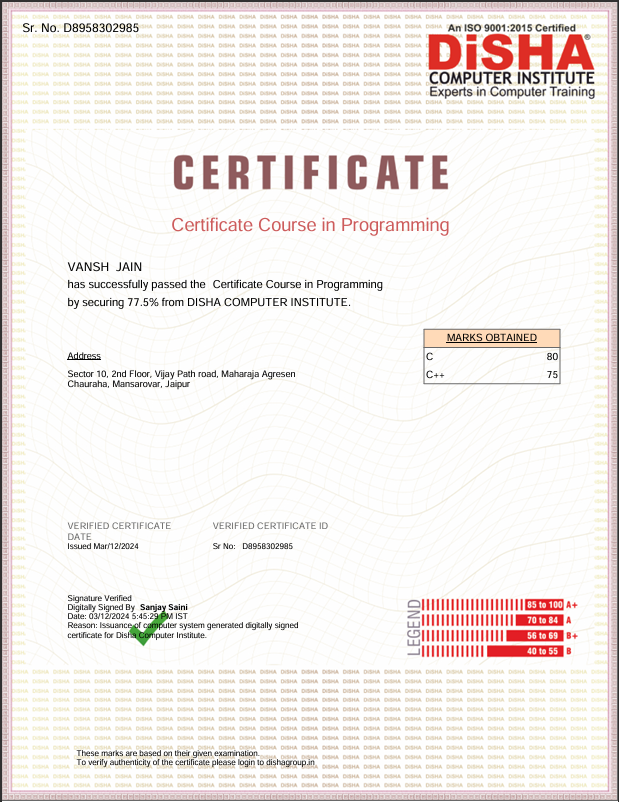 Sr. No. D8958302985
An ISO 9001:2015 Certified
DiSHA®
COMPUTER INSTITUTE
Experts in Computer Training
CERTIFICATE
Certificate Course in Programming
VANSH JAIN
has successfully passed the Certificate Course in Programming
by securing 77.5% from DISHA COMPUTER INSTITUTE.
MARKS OBTAINED
C 80
C++ 75
Address
Sector 10, 2nd Floor, Vijay Path road, Maharaja Agresen
Chauraha, Mansarovar, Jaipur
VERIFIED CERTIFICATE
DATE
Issued Mar/12/2024
VERIFIED CERTIFICATE ID
Sr No: D8958302985
Signature Verified
Digitally Signed By Sanjay Saini
Date: 03/12/2024 5:45:29 PM IST
Reason: Issuance of computer system generated digitally signed
certificate for Disha Computer Institute.
LEGEND
85 to 100 A+
70 to 84 A
56 to 69 B+
40 to 55 B
These marks are based on their given examination.
To verify authenticity of the certificate please login to dishagroup.in